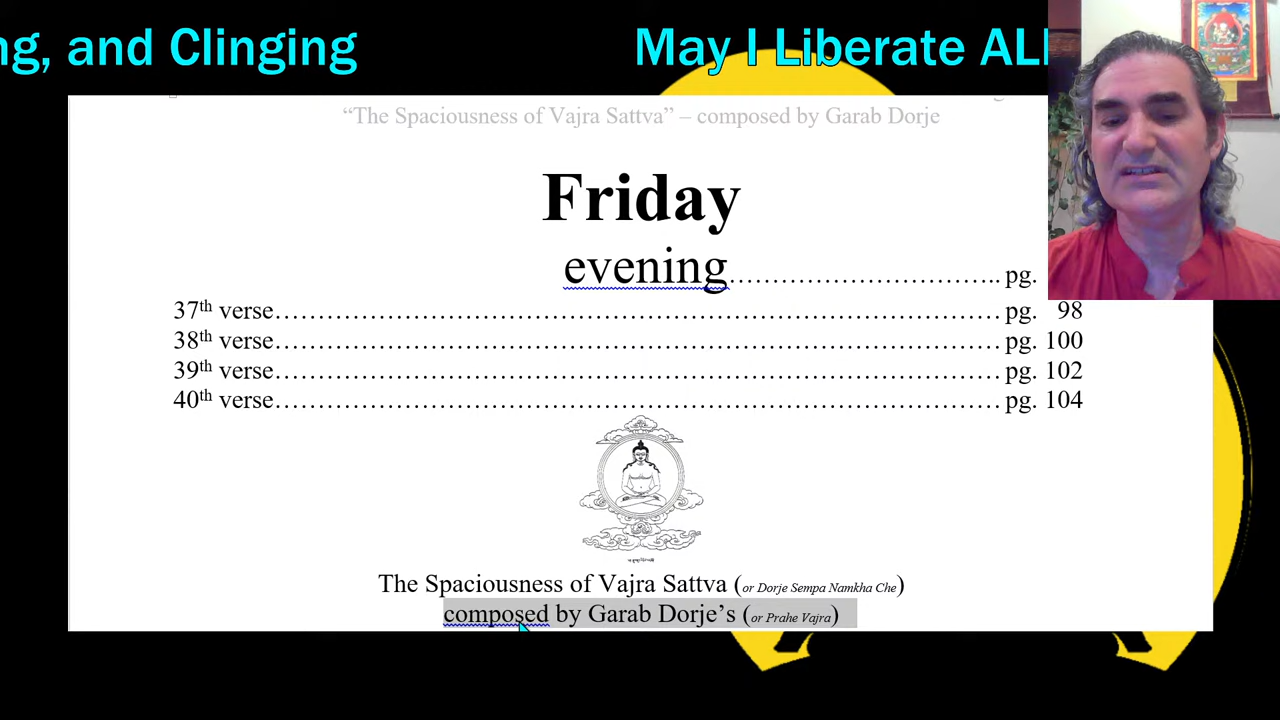 ng, and Clinging
May I Liberate AL
“The Spaciousness of Vajra Sattva” – composed by Garab Dorje
Friday
evening……………………………….. pg.
37th verse………………………………………………………………………… pg. 98
38th verse………………………………………………………………………… pg. 100
39th verse………………………………………………………………………… pg. 102
40th verse………………………………………………………………………… pg. 104
The Spaciousness of Vajra Sattva (or Dorje Sempa Namkha Che)
composed by Garab Dorje’s (or Prahe Vajra)